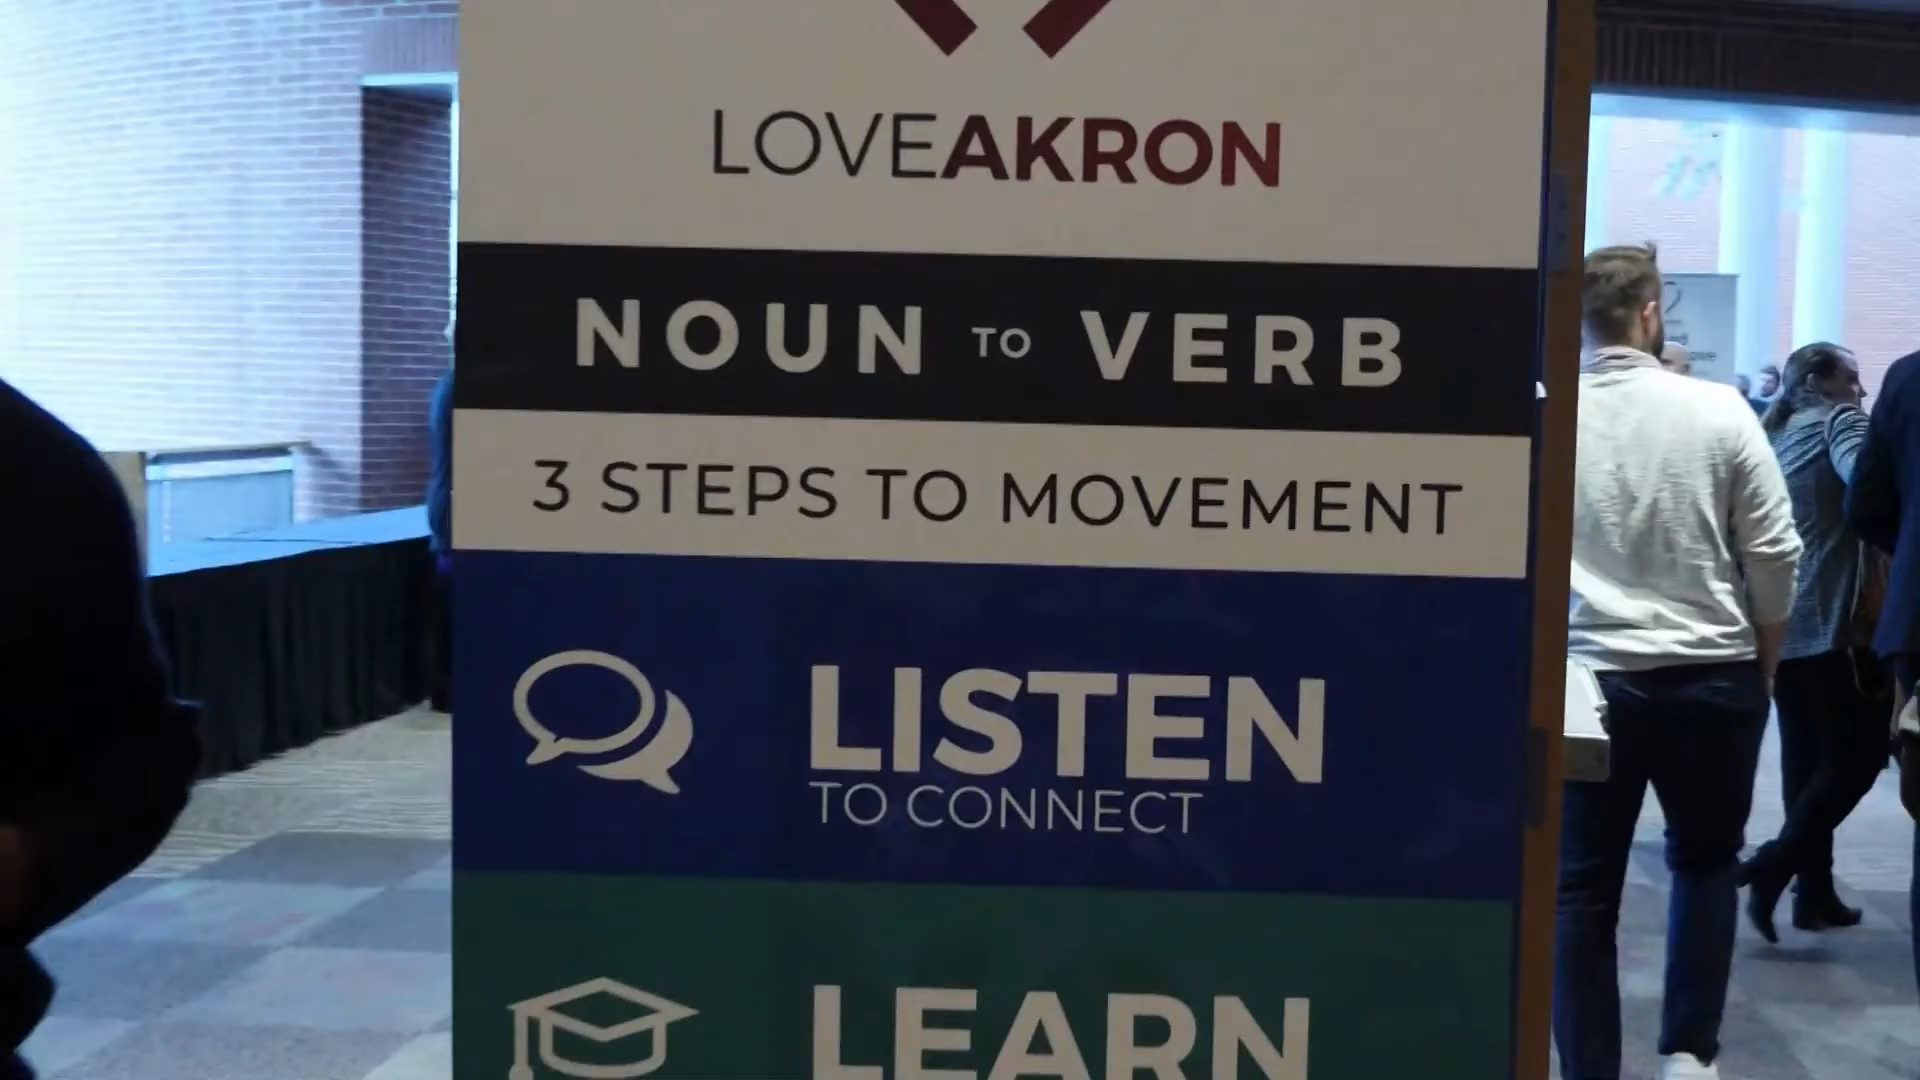 LOVEAKRON
NOUN TO VERB
3 STEPS TO MOVEMENT
LISTEN
TO CONNECT
LEARN